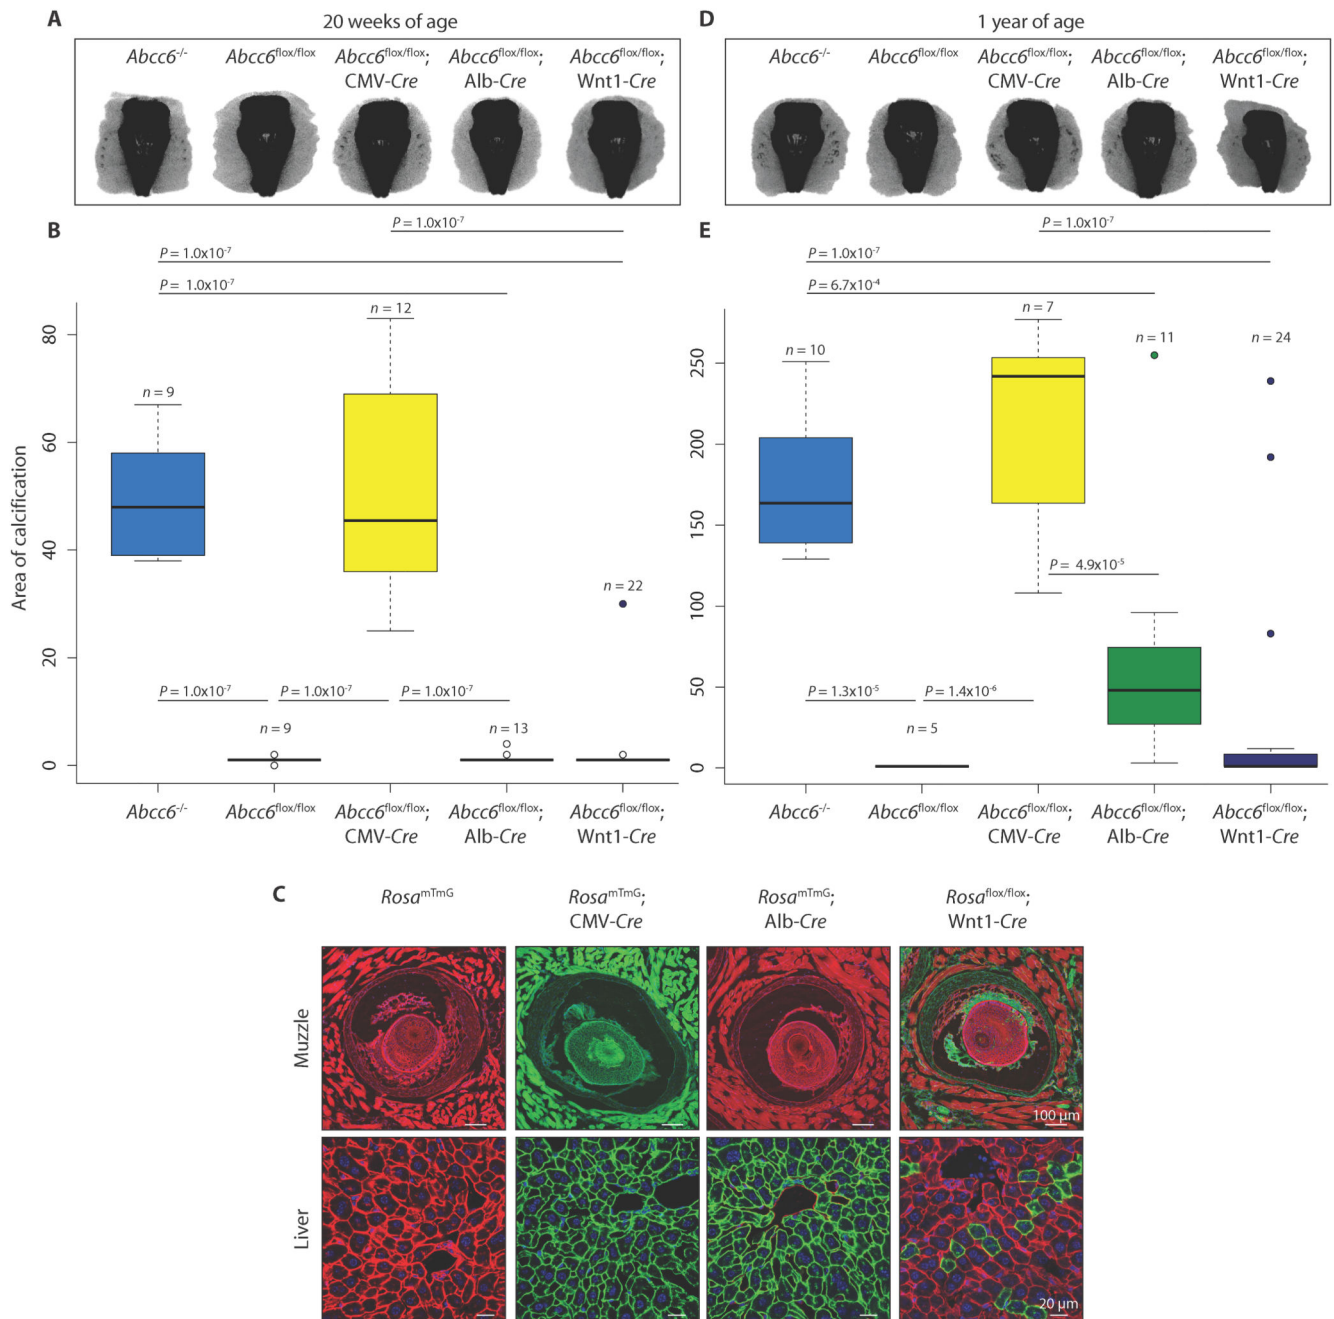 A
20 weeks of age
Abcc6-/-
Abcc6flox/flox
Abcc6flox/flox;
CMV-Cre
Abcc6flox/flox;
Alb-Cre
Abcc6flox/flox;
Wnt1-Cre
D
1 year of age
Abcc6-/-
Abcc6flox/flox
Abcc6flox/flox;
CMV-Cre
Abcc6flox/flox;
Alb-Cre
Abcc6flox/flox;
Wnt1-Cre
B
P = 1.0x10-7
P = 1.0x10-7
P = 1.0x10-7
n = 12
n = 9
n = 22
P = 1.0x10-7
P = 1.0x10-7
P = 1.0x10-7
n = 9
n = 13
Area of calcification
80
60
40
20
0
Abcc6-/-
Abcc6flox/flox
Abcc6flox/flox;
CMV-Cre
Abcc6flox/flox;
Alb-Cre
Abcc6flox/flox;
Wnt1-Cre
E
P = 1.0x10-7
P = 1.0x10-7
P = 6.7x10-4
n = 7
n = 10
n = 11
n = 24
P = 4.9x10-5
P = 1.3x10-5
P = 1.4x10-6
n = 5
250
200
150
100
50
0
Abcc6-/-
Abcc6flox/flox
Abcc6flox/flox;
CMV-Cre
Abcc6flox/flox;
Alb-Cre
Abcc6flox/flox;
Wnt1-Cre
C
RosamTmG
RosamTmG;
CMV-Cre
RosamTmG;
Alb-Cre
Rosaflox/flox;
Wnt1-Cre
Muzzle
100 µm
Liver
20 µm